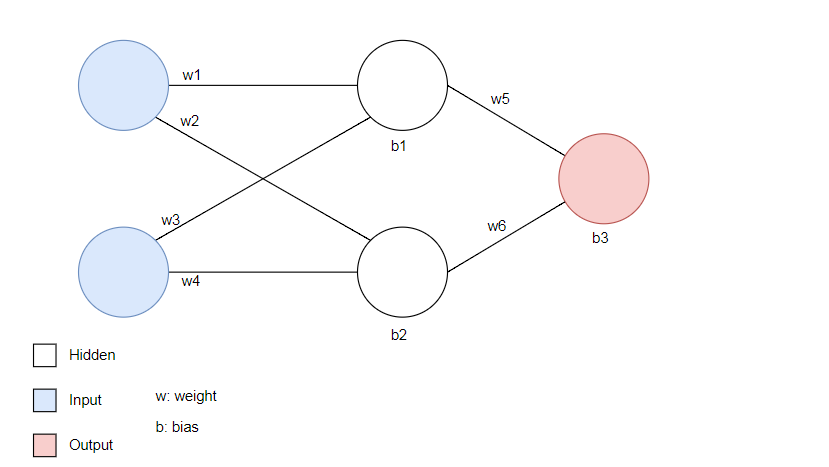 w1
w2
w5
b1
w3
w6
b3
w4
b2
Hidden
Input
w: weight
b: bias
Output